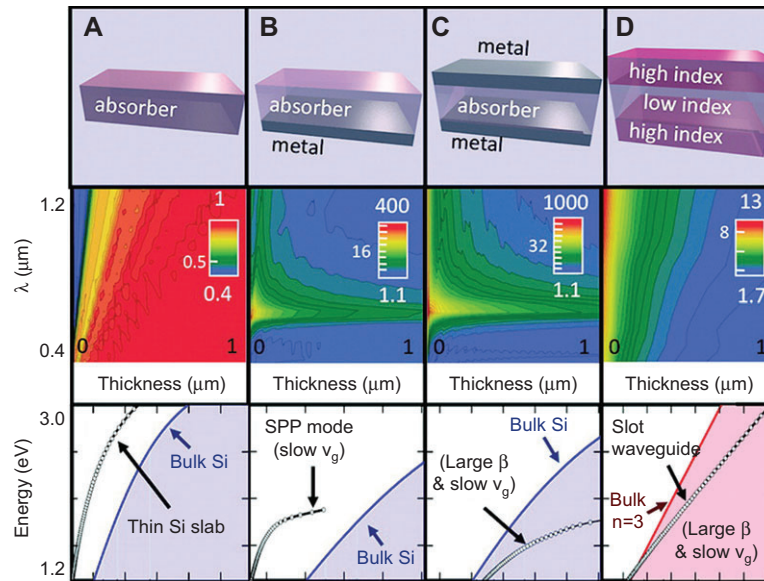 A
B
C
D
absorber
absorber
metal
metal
absorber
metal
high index
low index
high index
λ (μm)
1.2
0.4
1
0.5
0.4
0
1
400
16
1.1
0
1
1000
32
1.1
0
1
13
8
1.7
0
1
Thickness (μm)
Thickness (μm)
Thickness (μm)
Thickness (μm)
Energy (eV)
3.0
1.2
Bulk Si
Thin Si slab
SPP mode
(slow vg)
Bulk Si
Bulk Si
(Large β
& slow vg)
Slot
waveguide
Bulk
n=3
(Large β
& slow vg)